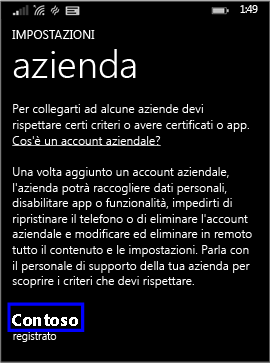 1:49
IMPOSTAZIONI
azienda
Per collegarti ad alcune aziende devi
rispettare certi criteri o avere certificati o app.
Cos'è un account aziendale?
Una volta aggiunto un account aziendale,
l'azienda potrà raccogliere dati personali,
disabilitare app o funzionalità, impedirti di
ripristinare il telefono o di eliminare l'account
aziendale e modificare ed eliminare in remoto
tutto il contenuto e le impostazioni. Parla con
il personale di supporto della tua azienda per
scoprire i criteri che devi rispettare.
Contoso
registrato